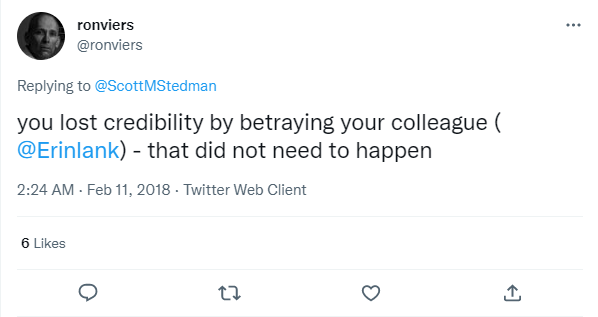 ronviers
@ronviers
Replying to @ScottMStedman
you lost credibility by betraying your colleague (
@Erinlank) - that did not need to happen
2:24 AM · Feb 11, 2018 · Twitter Web Client
6 Likes